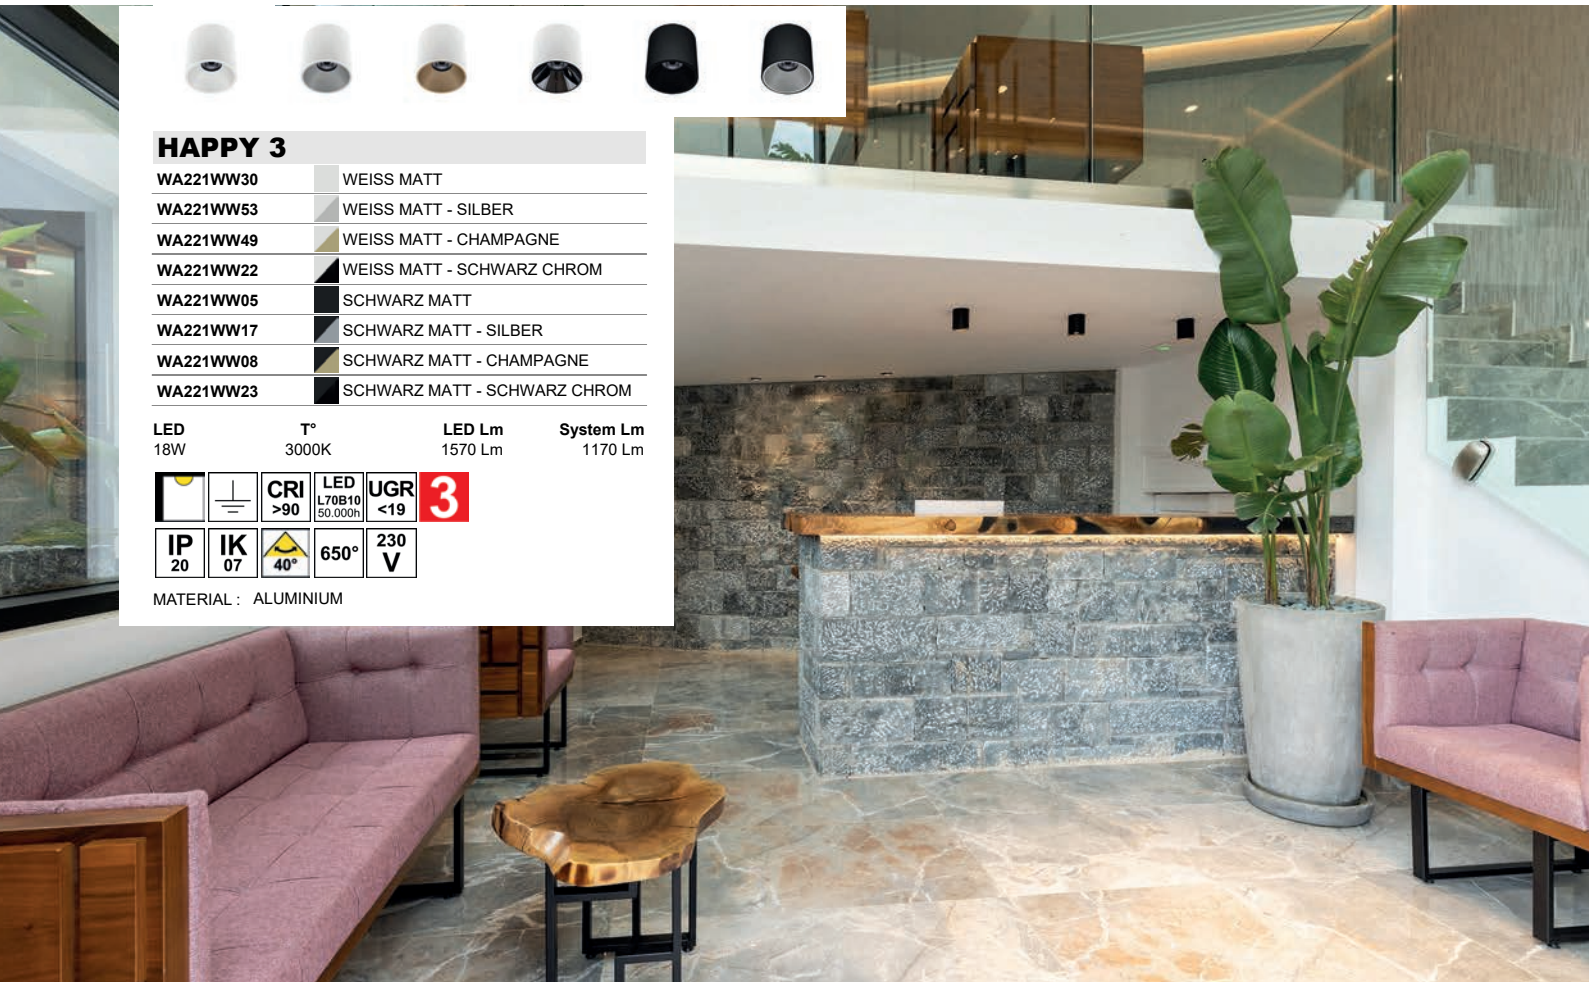 HAPPY 3
WA221WW30 WEISS MATT
WA221WW53 WEISS MATT - SILBER
WA221WW49 WEISS MATT - CHAMPAGNE
WA221WW22 WEISS MATT - SCHWARZ CHROM
WA221WW05 SCHWARZ MATT
WA221WW17 SCHWARZ MATT - SILBER
WA221WW08 SCHWARZ MATT - CHAMPAGNE
WA221WW23 SCHWARZ MATT - SCHWARZ CHROM
LED T° LED Lm System Lm
18W 3000K 1570 Lm 1170 Lm
CRI >90 LED L70B10 50.000h UGR <19 3
IP 20 IK 07 40° 650° 230 V
MATERIAL : ALUMINIUM